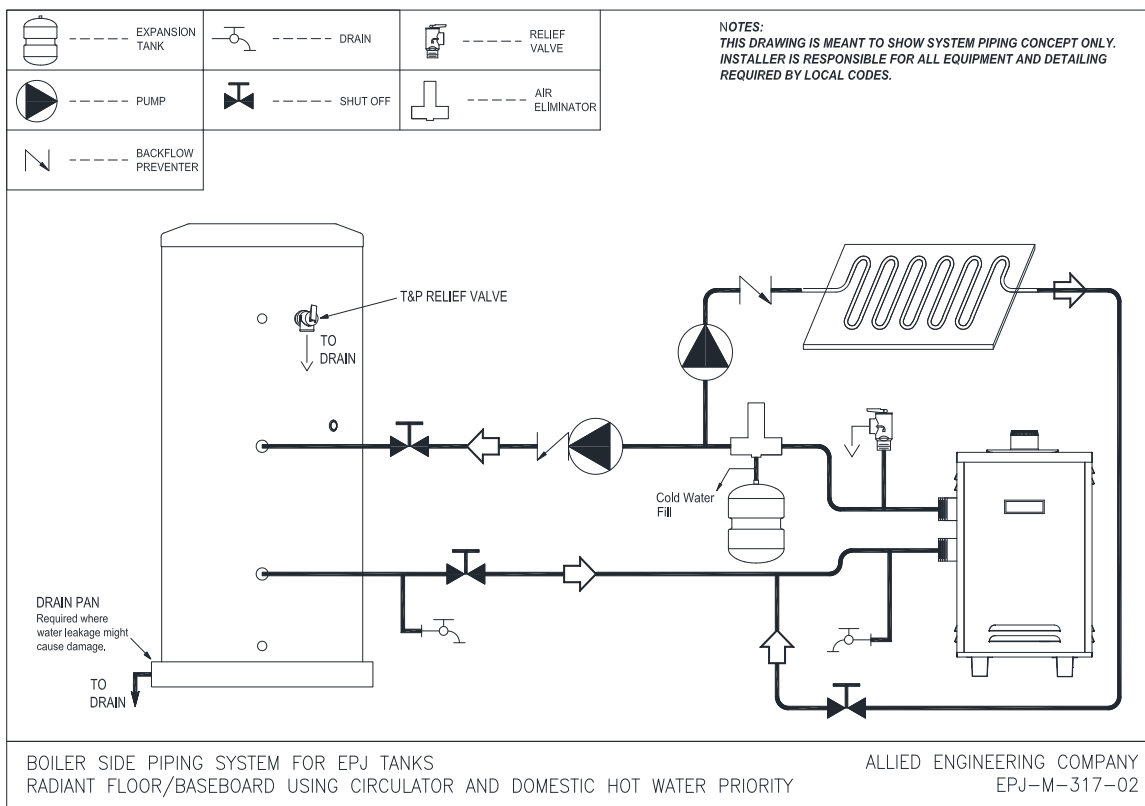 EXPANSION
TANK
DRAIN
RELIEF
VALVE
PUMP
SHUT OFF
AIR
ELIMINATOR
BACKFLOW
PREVENTER
NOTES:
THIS DRAWING IS MEANT TO SHOW SYSTEM PIPING CONCEPT ONLY.
INSTALLER IS RESPONSIBLE FOR ALL EQUIPMENT AND DETAILING
REQUIRED BY LOCAL CODES.
T&P RELIEF VALVE
TO
DRAIN
Cold Water
Fill
DRAIN PAN
Required where
water leakage might
cause damage.
TO
DRAIN
BOILER SIDE PIPING SYSTEM FOR EPJ TANKS
RADIANT FLOOR/BASEBOARD USING CIRCULATOR AND DOMESTIC HOT WATER PRIORITY
ALLIED ENGINEERING COMPANY
EPJ-M-317-02